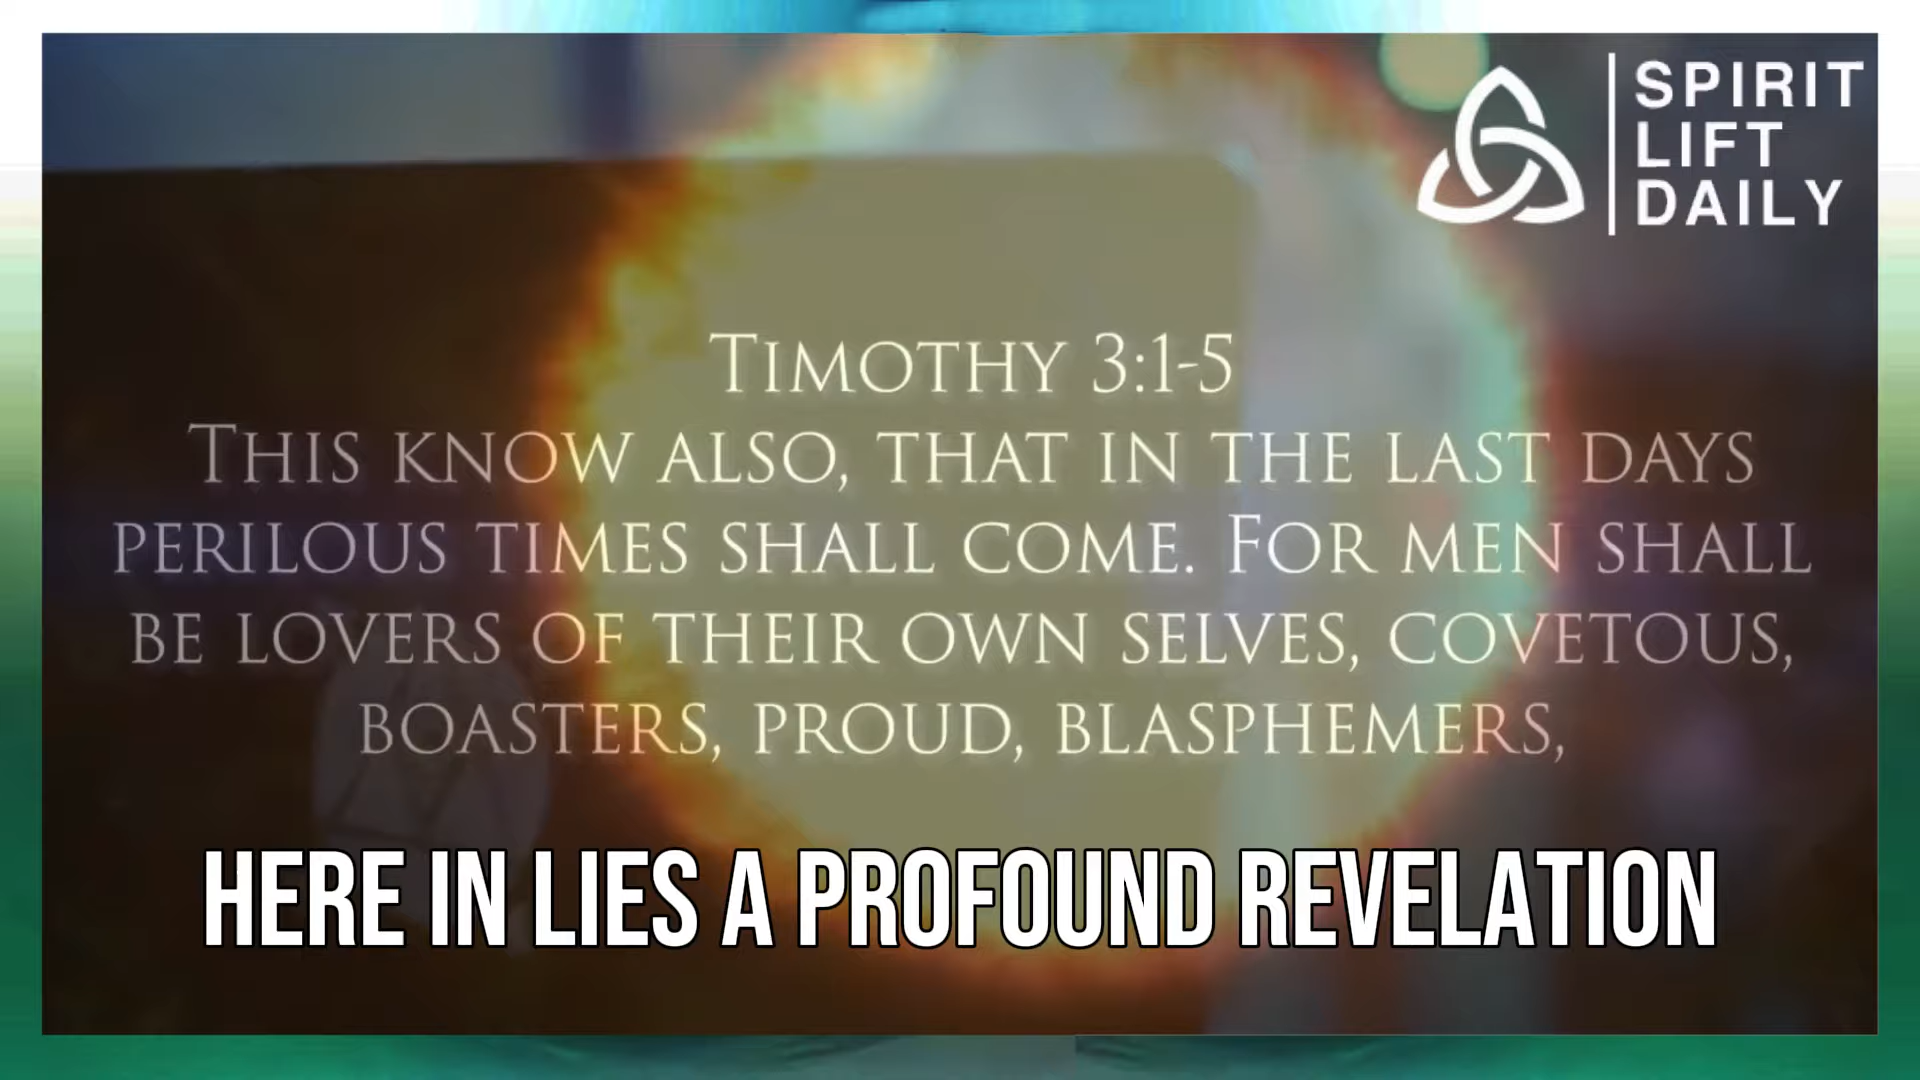 SPIRIT
LIFT
DAILY
TIMOTHY 3:1-5
THIS KNOW ALSO, THAT IN THE LAST DAYS
PERILOUS TIMES SHALL COME. FOR MEN SHALL
BE LOVERS OF THEIR OWN SELVES, COVETOUS,
BOASTERS, PROUD, BLASPHEMERS,
HERE IN LIES A PROFOUND REVELATION